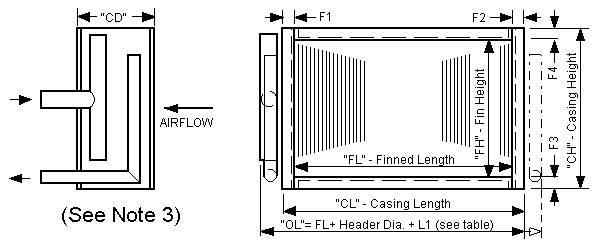 "CD"
F1
F2
F4
AIRFLOW
"FH" - Fin Height
"CH" - Casing Height
"FL" - Finned Length
F3
(See Note 3)
"CL" - Casing Length
"OL"= FL+ Header Dia. + L1 (see table)